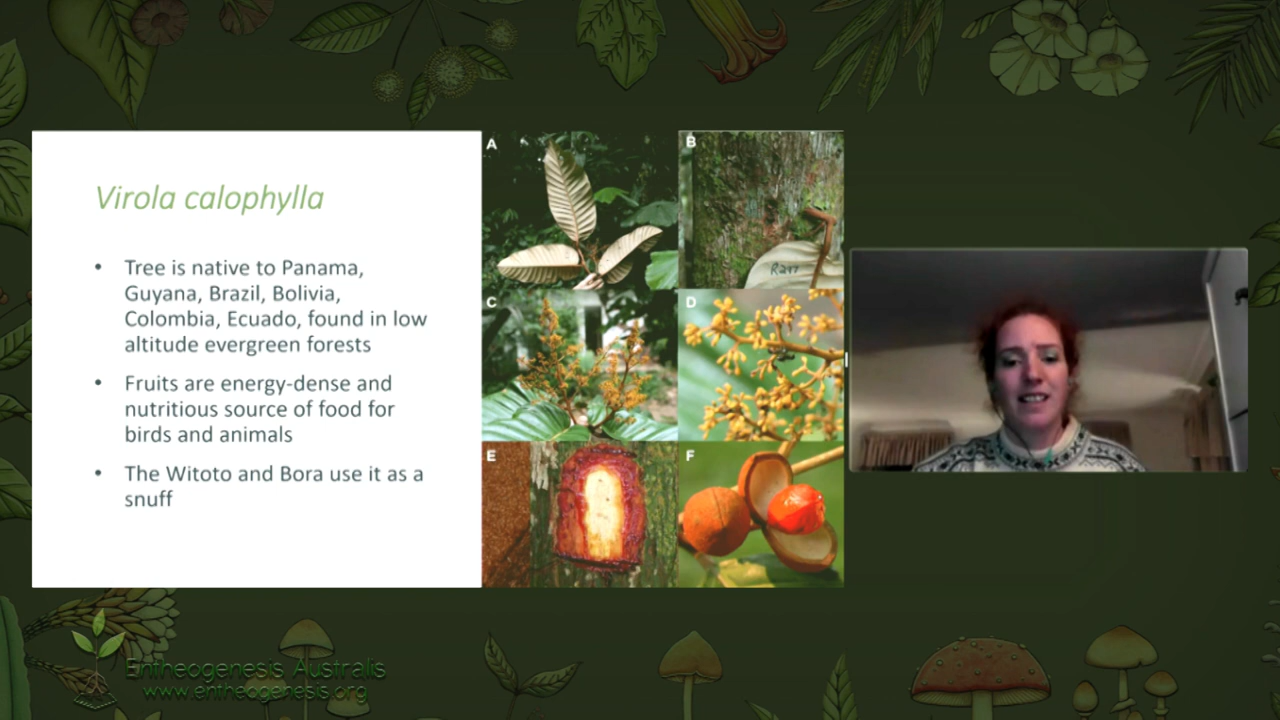 Virola calophylla
• Tree is native to Panama,
Guyana, Brazil, Bolivia,
Colombia, Ecuado, found in low
altitude evergreen forests
• Fruits are energy-dense and
nutritious source of food for
birds and animals
• The Witoto and Bora use it as a
snuff
A
B
R217
C
D
E
F
Entheogenesis Australis
www.entheogenesis.org